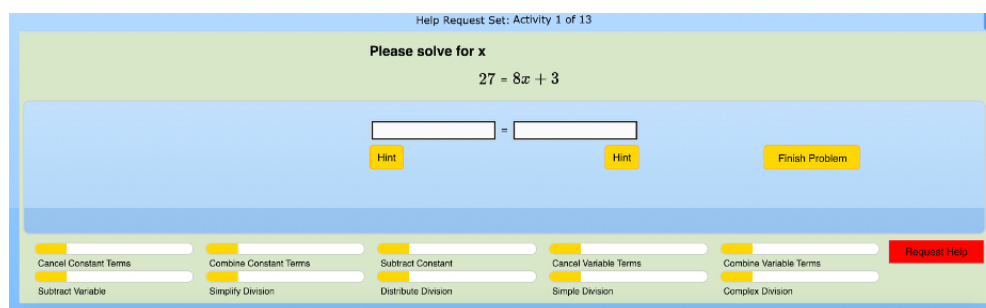 Help Request Set: Activity 1 of 13
Please solve for x
27 = 8x + 3
=
Hint Hint Finish Problem
Cancel Constant Terms Combine Constant Terms Subtract Constant Cancel Variable Terms Combine Variable Terms Request Help
Subtract Variable Simplify Division Distribute Division Simple Division Complex Division